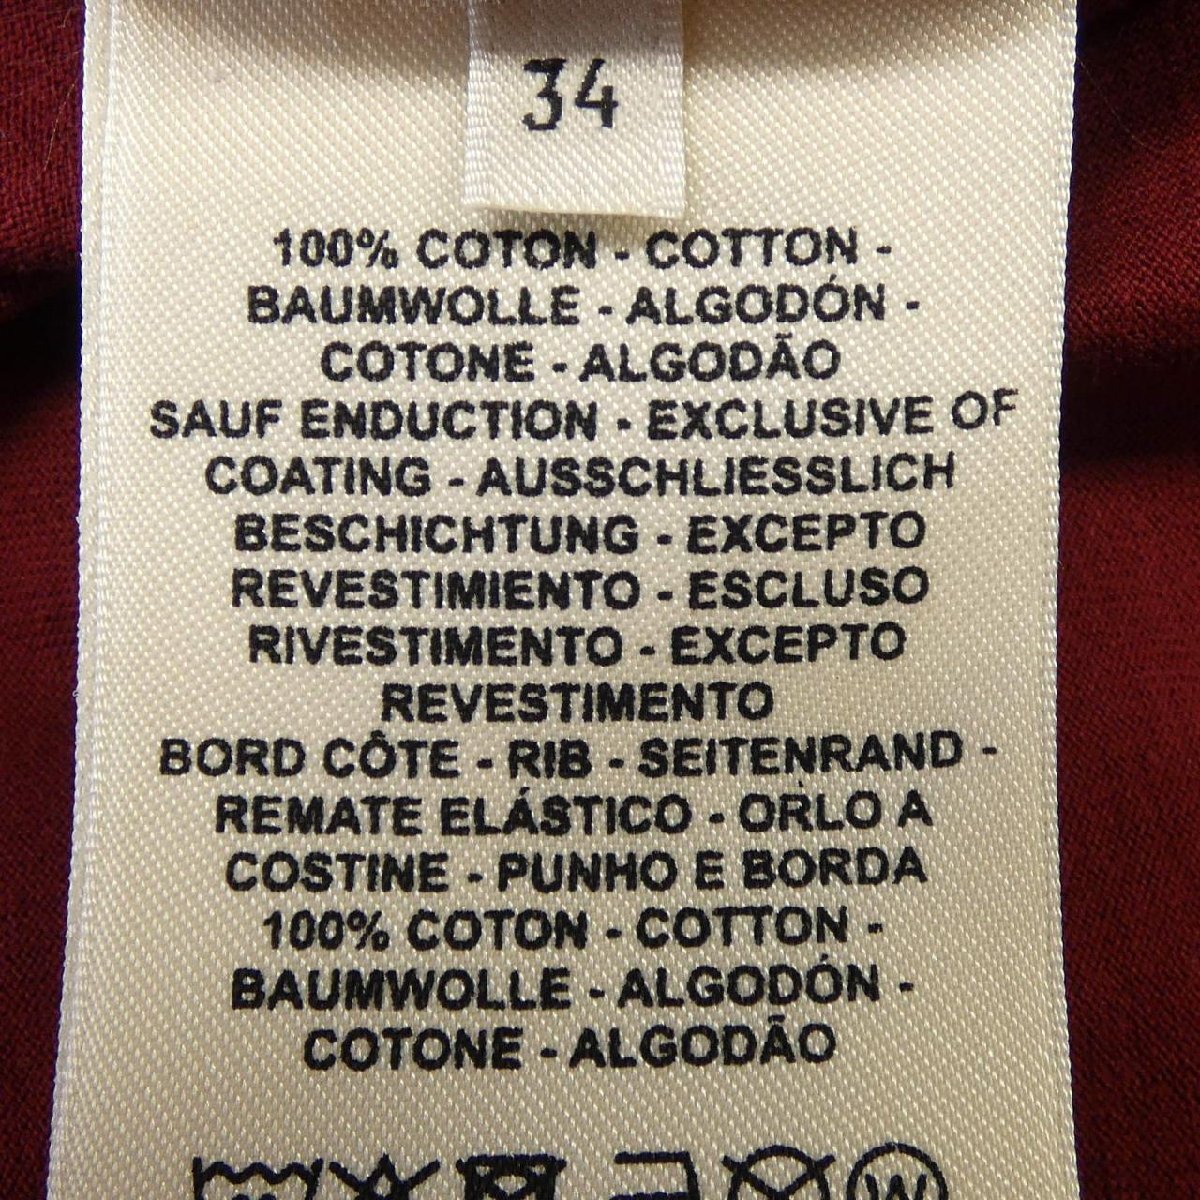 34
100% COTON - COTTON -
BAUMWOLLE - ALGODÓN -
COTONE - ALGODÃO
SAUF ENDUCTION - EXCLUSIVE OF
COATING - AUSSCHLIESSLICH
BESCHICHTUNG - EXCEPTO
REVESTIMIENTO - ESCLUSO
RIVESTIMENTO - EXCEPTO
REVESTIMENTO
BORD CÔTE - RIB - SEITENRAND -
REMATE ELÁSTICO - ORLO A
COSTINE - PUNHO E BORDA
100% COTON - COTTON -
BAUMWOLLE - ALGODÓN -
COTONE - ALGODÃO
W